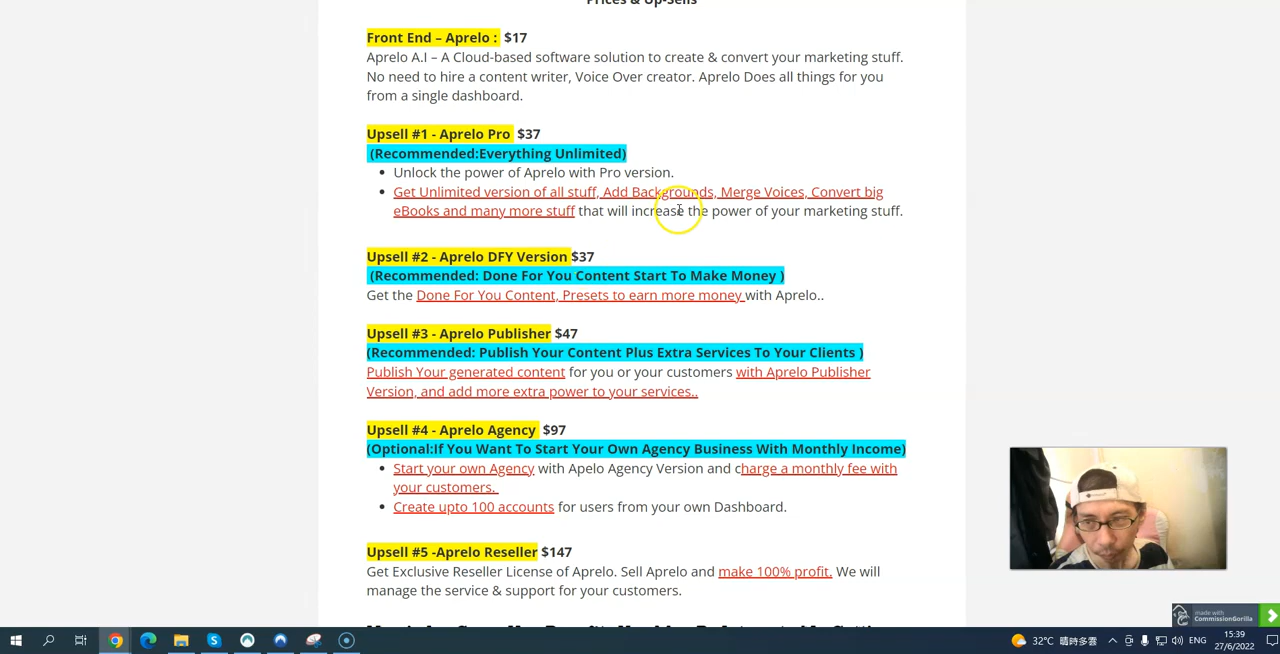 Prices & Up-Sells
Front End – Aprelo : $17
Aprelo A.I – A Cloud-based software solution to create & convert your marketing stuff.
No need to hire a content writer, Voice Over creator. Aprelo Does all things for you
from a single dashboard.
Upsell #1 - Aprelo Pro $37
(Recommended:Everything Unlimited)
• Unlock the power of Aprelo with Pro version.
• Get Unlimited version of all stuff, Add Backgrounds, Merge Voices, Convert big
eBooks and many more stuff that will increase the power of your marketing stuff.
Upsell #2 - Aprelo DFY Version $37
(Recommended: Done For You Content Start To Make Money )
Get the Done For You Content, Presets to earn more money with Aprelo..
Upsell #3 - Aprelo Publisher $47
(Recommended: Publish Your Content Plus Extra Services To Your Clients )
Publish Your generated content for you or your customers with Aprelo Publisher
Version, and add more extra power to your services..
Upsell #4 - Aprelo Agency $97
(Optional:If You Want To Start Your Own Agency Business With Monthly Income)
• Start your own Agency with Apelo Agency Version and charge a monthly fee with
your customers.
• Create upto 100 accounts for users from your own Dashboard.
Upsell #5 -Aprelo Reseller $147
Get Exclusive Reseller License of Aprelo. Sell Aprelo and make 100% profit. We will
manage the service & support for your customers.
made with
CommissionGorilla
32°C 晴時多雲
ENG
15:39
27/6/2022